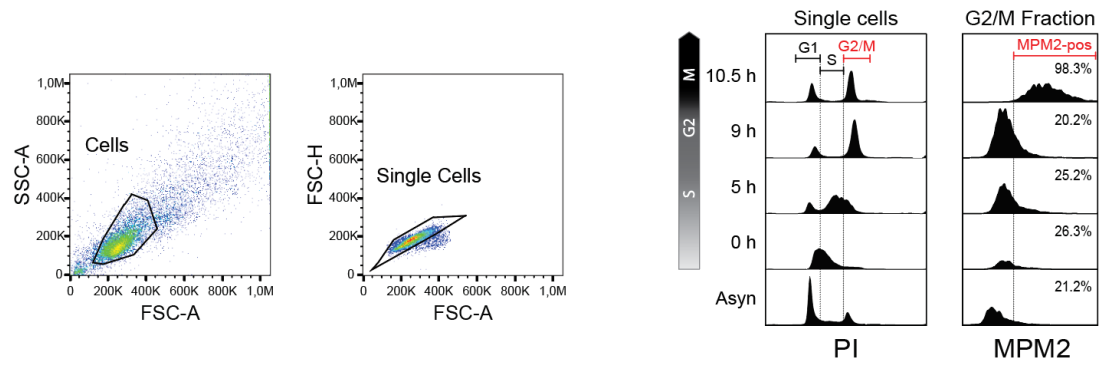 Cells
SSC-A
1,0M
800K
600K
400K
200K
0
0 200K 400K 600K 800K 1,0M
FSC-A
Single Cells
FSC-H
1,0M
800K
600K
400K
200K
0
0 200K 400K 600K 800K 1,0M
FSC-A
Single cells
G2/M Fraction
M
G2
S
G1
S
G2/M
MPM2-pos
10.5 h
98.3%
9 h
20.2%
5 h
25.2%
0 h
26.3%
Asyn
21.2%
PI
MPM2